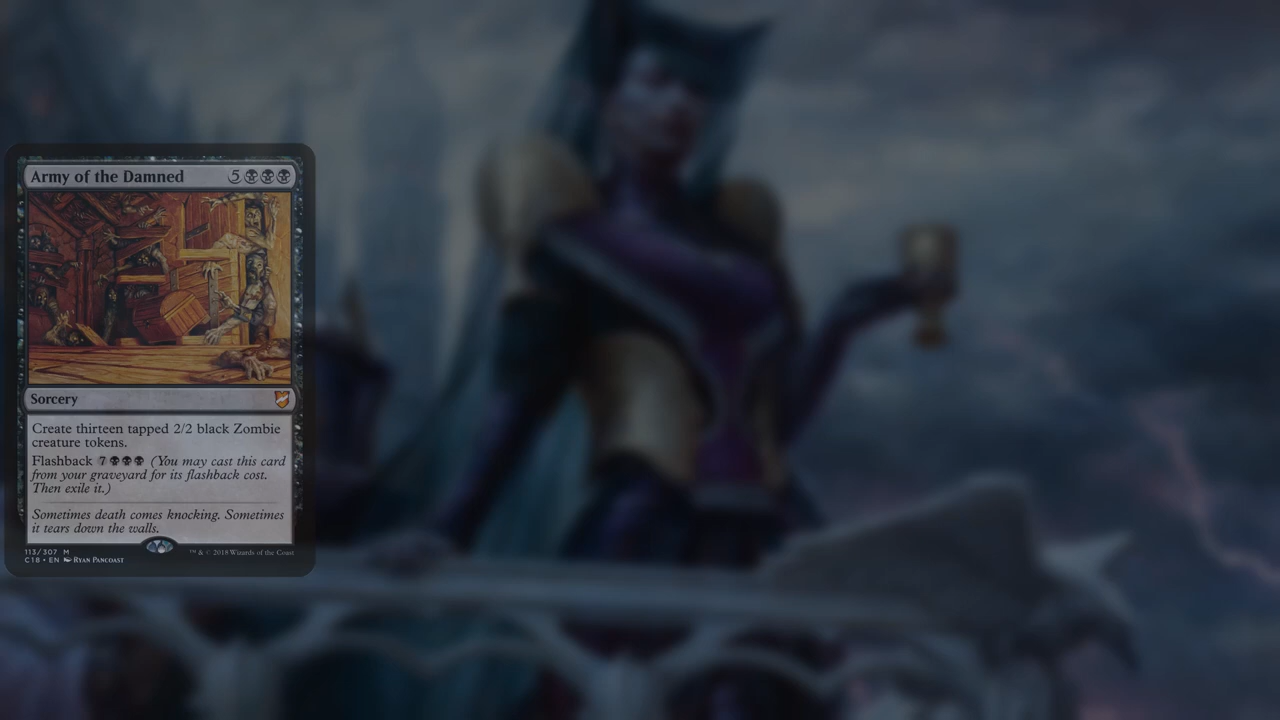 Army of the Damned 5
Sorcery
Create thirteen tapped 2/2 black Zombie
creature tokens.
Flashback 7 (You may cast this card
from your graveyard for its flashback cost.
Then exile it.)
Sometimes death comes knocking. Sometimes
it tears down the walls.
113/307 M
™ & © 2018 Wizards of the Coast
C18 • EN RYAN PANCOAST